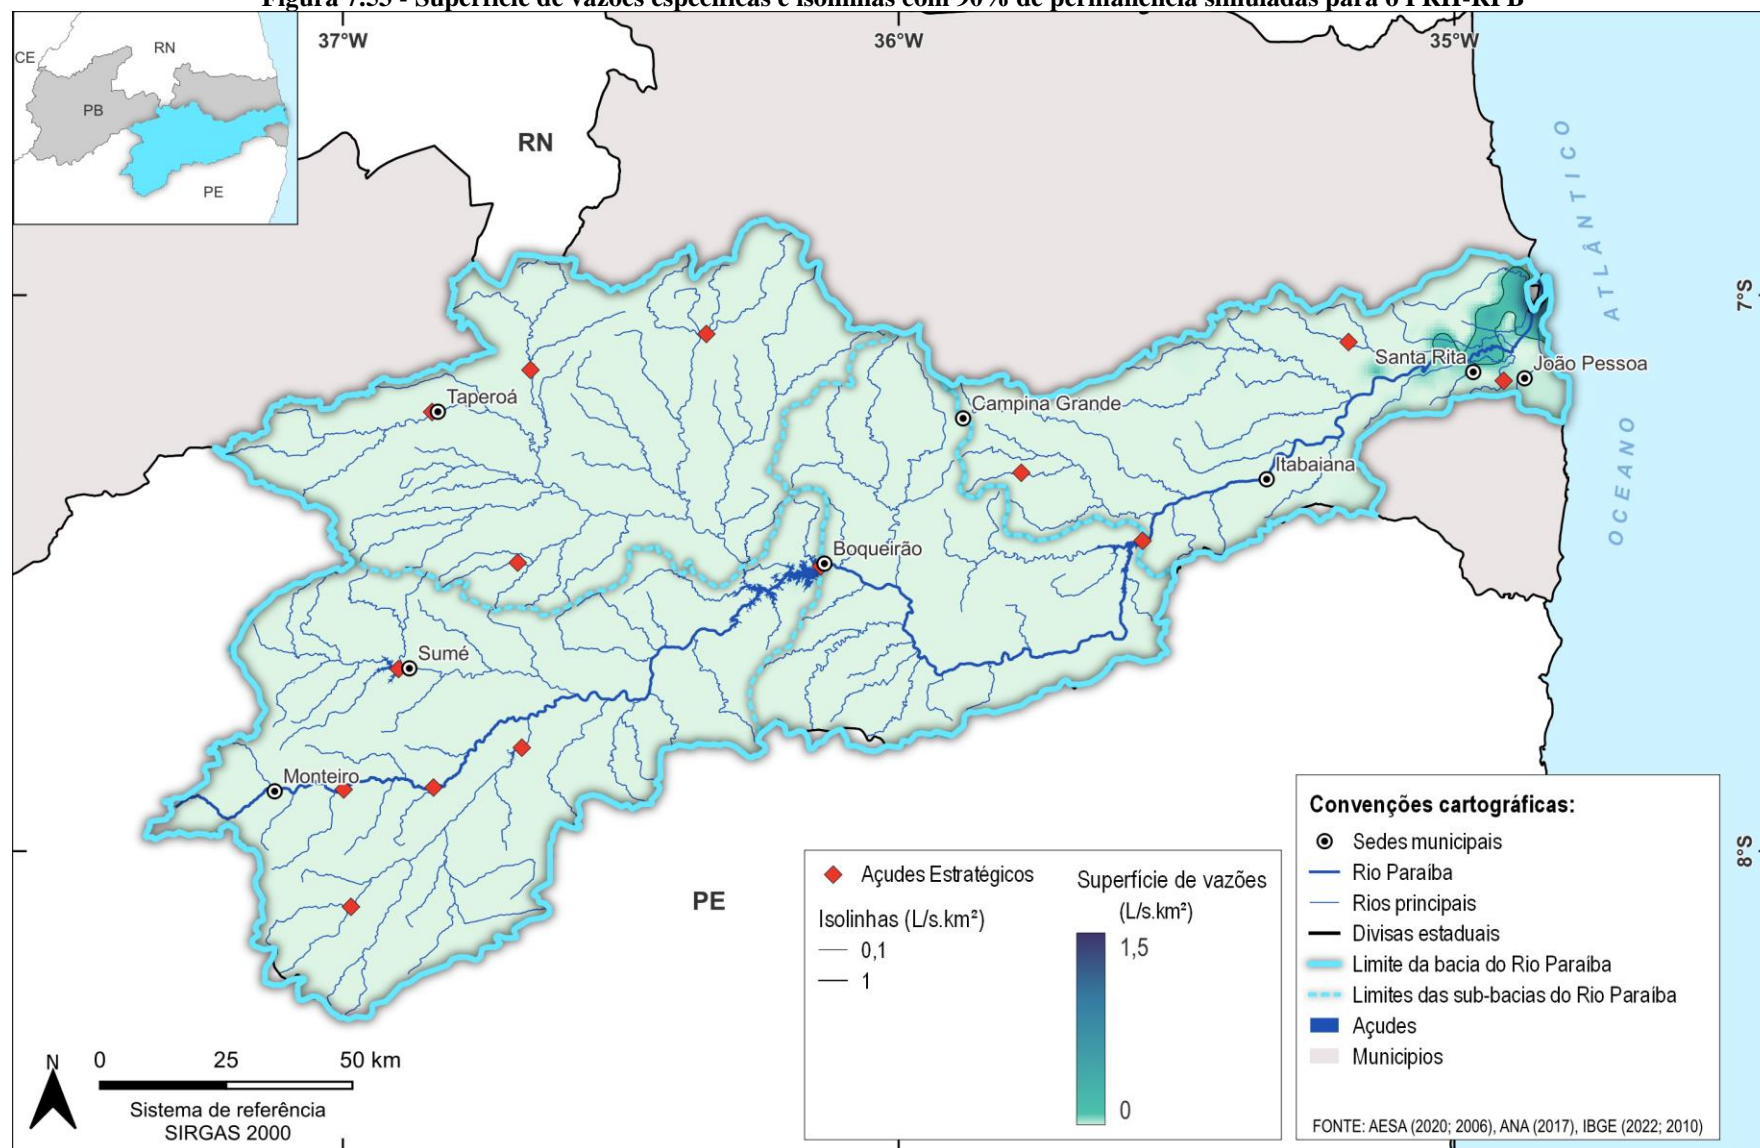 Figura 7.53 - Superfície de vazões específicas e isolinhas com 90% de permanência simuladas para o PRH-RPB
37°W
36°W
35°W
CE
RN
PB
PE
RN
OCEANO ATLÂNTICO
7°S
Santa Rita
João Pessoa
Taperoá
Campina Grande
Itabaiana
Boqueirão
Sumé
Monteiro
PE
8°S
Açudes Estratégicos
Isolinhas (L/s.km²)
0,1
1
Superfície de vazões
(L/s.km²)
1,5
0
Convenções cartográficas:
Sedes municipais
Rio Paraíba
Rios principais
Divisas estaduais
Limite da bacia do Rio Paraíba
Limites das sub-bacias do Rio Paraíba
Açudes
Municipios
FONTE: AESA (2020; 2006), ANA (2017), IBGE (2022; 2010)
N
0 25 50 km
Sistema de referência
SIRGAS 2000